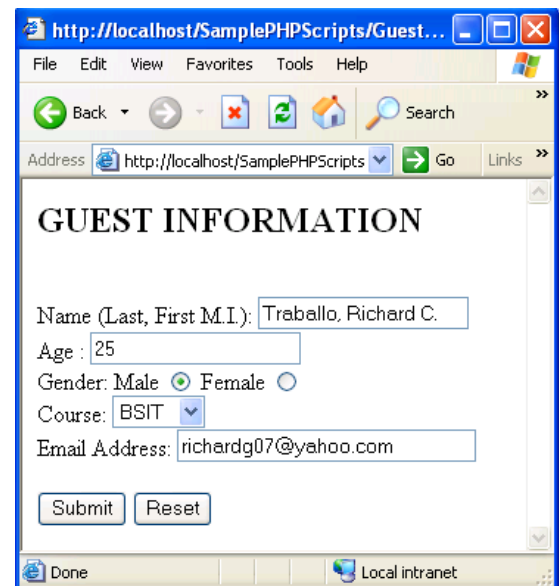 http://localhost/SamplePHPScripts/Guest...
File Edit View Favorites Tools Help
Back Search »
Address http://localhost/SamplePHPScripts Go Links »
GUEST INFORMATION
Name (Last, First M.I.): Traballo, Richard C.
Age : 25
Gender: Male Female
Course: BSIT
Email Address: richardg07@yahoo.com
Submit Reset
Done Local intranet